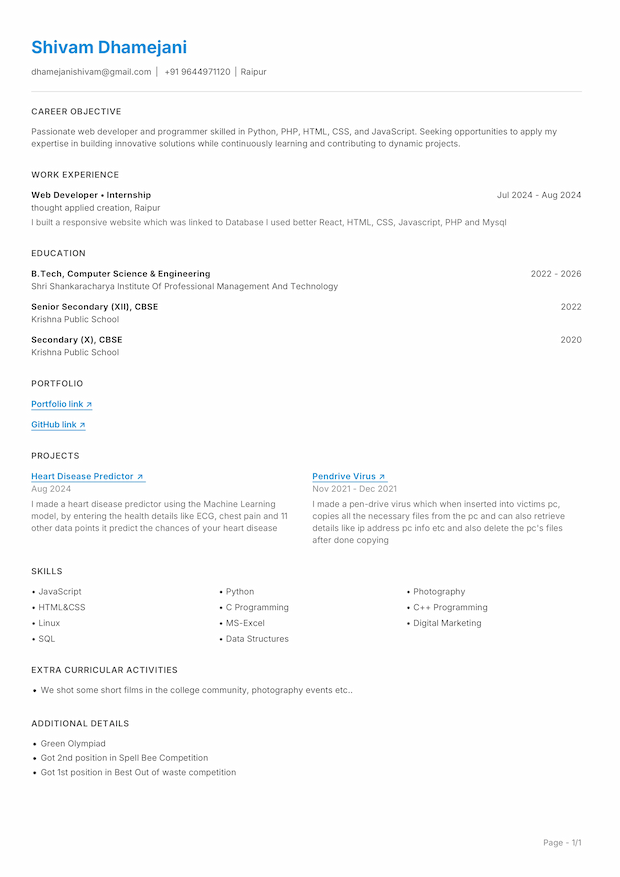 Shivam Dhamejani
dhamejanishivam@gmail.com | +91 9644971120 | Raipur
CAREER OBJECTIVE
Passionate web developer and programmer skilled in Python, PHP, HTML, CSS, and JavaScript. Seeking opportunities to apply my
expertise in building innovative solutions while continuously learning and contributing to dynamic projects.
WORK EXPERIENCE
Web Developer • Internship Jul 2024 - Aug 2024
thought applied creation, Raipur
I built a responsive website which was linked to Database I used better React, HTML, CSS, Javascript, PHP and Mysql
EDUCATION
B.Tech, Computer Science & Engineering 2022 - 2026
Shri Shankaracharya Institute Of Professional Management And Technology
Senior Secondary (XII), CBSE 2022
Krishna Public School
Secondary (X), CBSE 2020
Krishna Public School
PORTFOLIO
Portfolio link ↗
GitHub link ↗
PROJECTS
Heart Disease Predictor ↗
Aug 2024
I made a heart disease predictor using the Machine Learning
model, by entering the health details like ECG, chest pain and 11
other data points it predict the chances of your heart disease
Pendrive Virus ↗
Nov 2021 - Dec 2021
I made a pen-drive virus which when inserted into victims pc,
copies all the necessary files from the pc and can also retrieve
details like ip address pc info etc and also delete the pc's files
after done copying
SKILLS
• JavaScript • Python • Photography
• HTML&CSS • C Programming • C++ Programming
• Linux • MS-Excel • Digital Marketing
• SQL • Data Structures
EXTRA CURRICULAR ACTIVITIES
• We shot some short films in the college community, photography events etc..
ADDITIONAL DETAILS
• Green Olympiad
• Got 2nd position in Spell Bee Competition
• Got 1st position in Best Out of waste competition
Page - 1/1